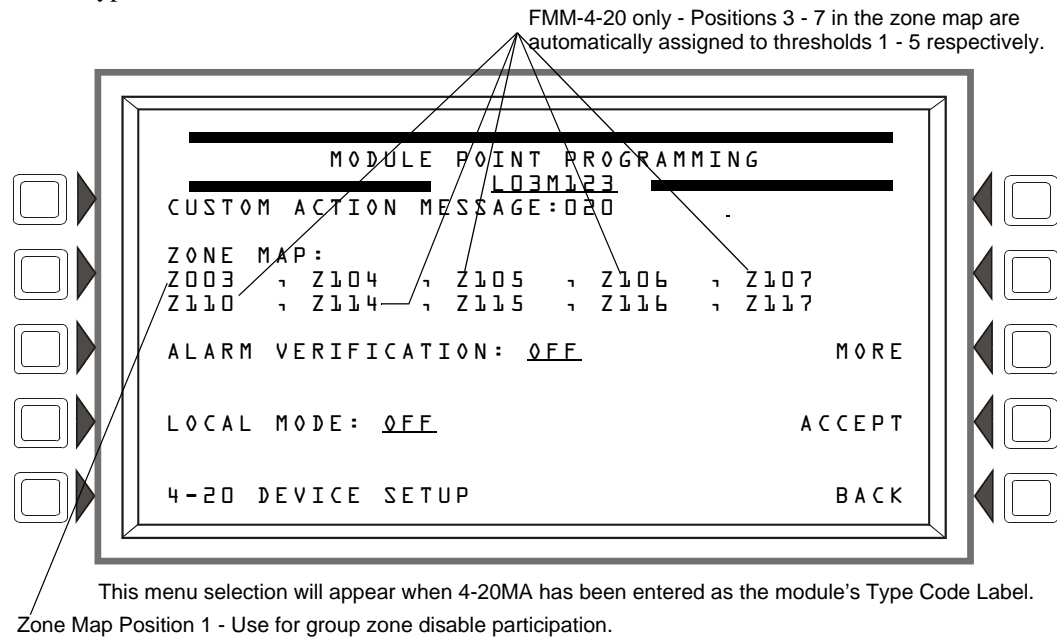 FMM-4-20 only - Positions 3 - 7 in the zone map are
automatically assigned to thresholds 1 - 5 respectively.
MODULE POINT PROGRAMMING
L03M123
CUSTOM ACTION MESSAGE:020
ZONE MAP:
Z003 , Z104 , Z105 , Z106 , Z107
Z110 , Z114 , Z115 , Z116 , Z117
ALARM VERIFICATION: OFF MORE
LOCAL MODE: OFF ACCEPT
4-20 DEVICE SETUP BACK
This menu selection will appear when 4-20MA has been entered as the module's Type Code Label.
Zone Map Position 1 - Use for group zone disable participation.